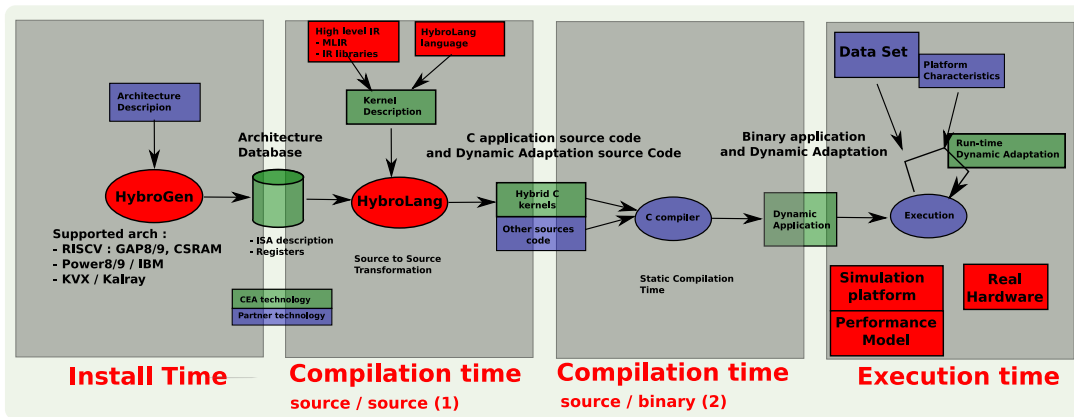 Architecture
Descripion
HybroGen
Supported arch :
- RISCV : GAP8/9, CSRAM
- Power8/9 / IBM
- KVX / Kalray
Architecture
Database
- ISA description
- Registers
CEA technology
Partner technology
High level IR
- MLIR
- IR libraries
HybroLang
language
Kernel
Description
HybroLang
Source to Source
Transformation
C application source code
and Dynamic Adaptation source Code
Hybrid C
kernels
Other sources
code
C compiler
Static Compilation
Time
Binary application
and Dynamic Adaptation
Dynamic
Application
Data Set
Platform
Characteristics
Run-time
Dynamic Adaptation
Execution
Simulation
platform
Performance
Model
Real
Hardware
Install Time
Compilation time
source / source (1)
Compilation time
source / binary (2)
Execution time